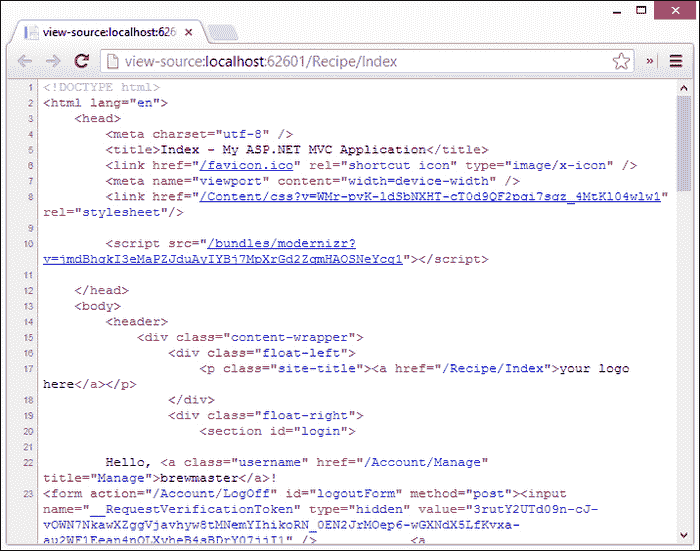 view-source:localhost:626
view-source:localhost:62601/Recipe/Index
1 <!DOCTYPE html>
2 <html lang="en">
3 <head>
4 <meta charset="utf-8" />
5 <title>Index - My ASP.NET MVC Application</title>
6 <link href="/favicon.ico" rel="shortcut icon" type="image/x-icon" />
7 <meta name="viewport" content="width=device-width" />
8 <link href="/Content/css?v=WMr-pvK-ldSbNXHT-cT0d9QF2pqi7sqz_4MtKl04wlw1"
rel="stylesheet"/>
9
10 <script src="/bundles/modernizr?
v=jmdBhqkI3eMaPZJduAyIYBj7MpXrGd2ZqmHAOSNeYcg1"></script>
11
12 </head>
13 <body>
14 <header>
15 <div class="content-wrapper">
16 <div class="float-left">
17 <p class="site-title"><a href="/Recipe/Index">your logo
here</a></p>
18 </div>
19 <div class="float-right">
20 <section id="login">
21
22 Hello, <a class="username" href="/Account/Manage"
title="Manage">brewmaster</a>!
23 <form action="/Account/LogOff" id="logoutForm" method="post"><input
name="__RequestVerificationToken" type="hidden" value="3rutY2UTd09n-cJ-
vOWN7NkawXZggVjavhyw8tMNemYIhikoRN_0EN2JrMOep6-wGXNdX5LfKvxa-